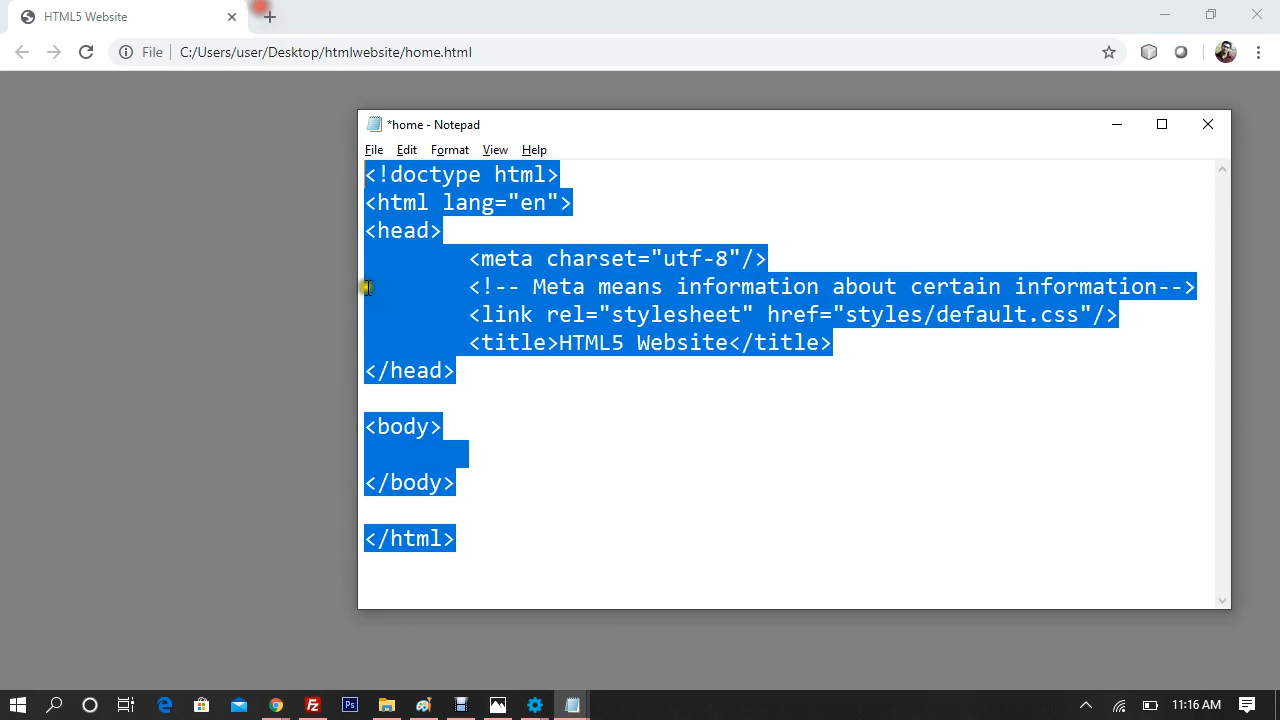 HTML5 Website
File
C:/Users/user/Desktop/htmlwebsite/home.html
*home - Notepad
File Edit Format View Help
<!doctype html>
<html lang="en">
<head>
<meta charset="utf-8"/>
<!-- Meta means information about certain information-->
<link rel="stylesheet" href="styles/default.css"/>
<title>HTML5 Website</title>
</head>
<body>
</body>
</html>
Fz
Ps
11:16 AM